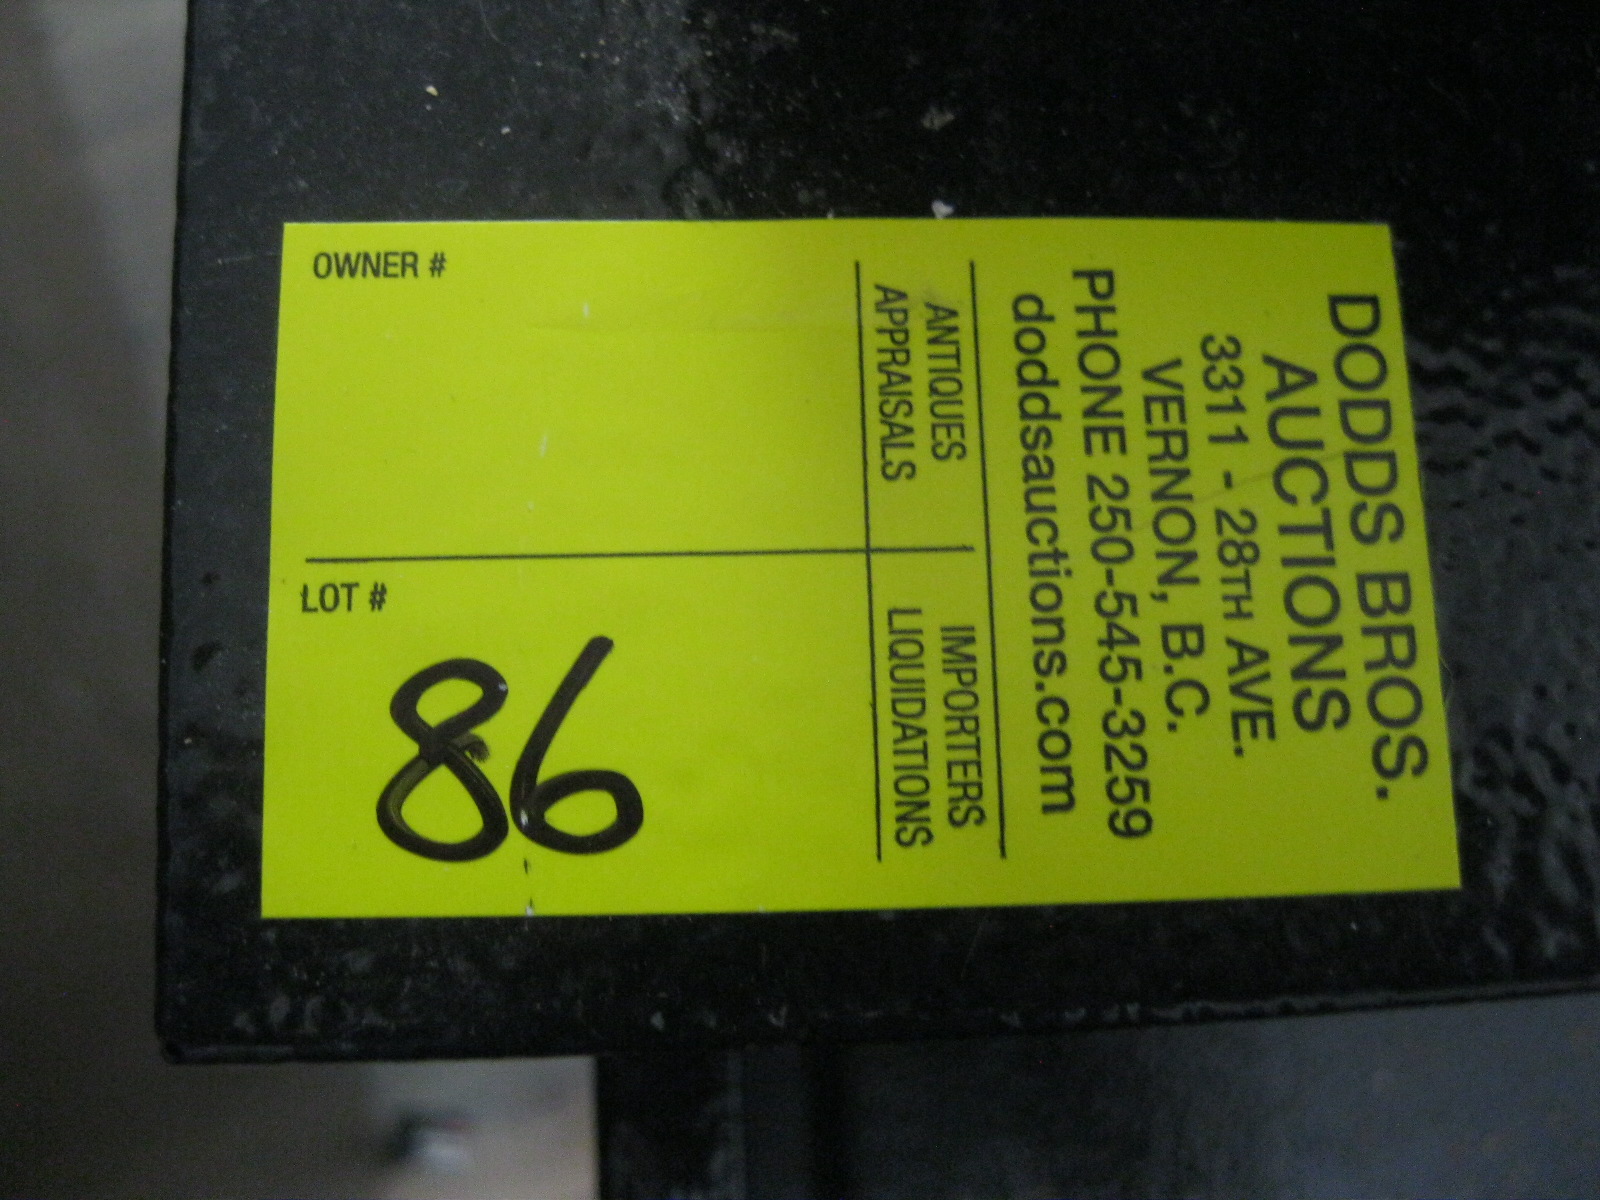 DODDS BROS.
AUCTIONS
3311 - 28TH AVE.
VERNON, B.C.
PHONE 250-545-3259
doddsauctions.com
ANTIQUES
APPRAISALS
IMPORTERS
LIQUIDATIONS
OWNER #
LOT #
86